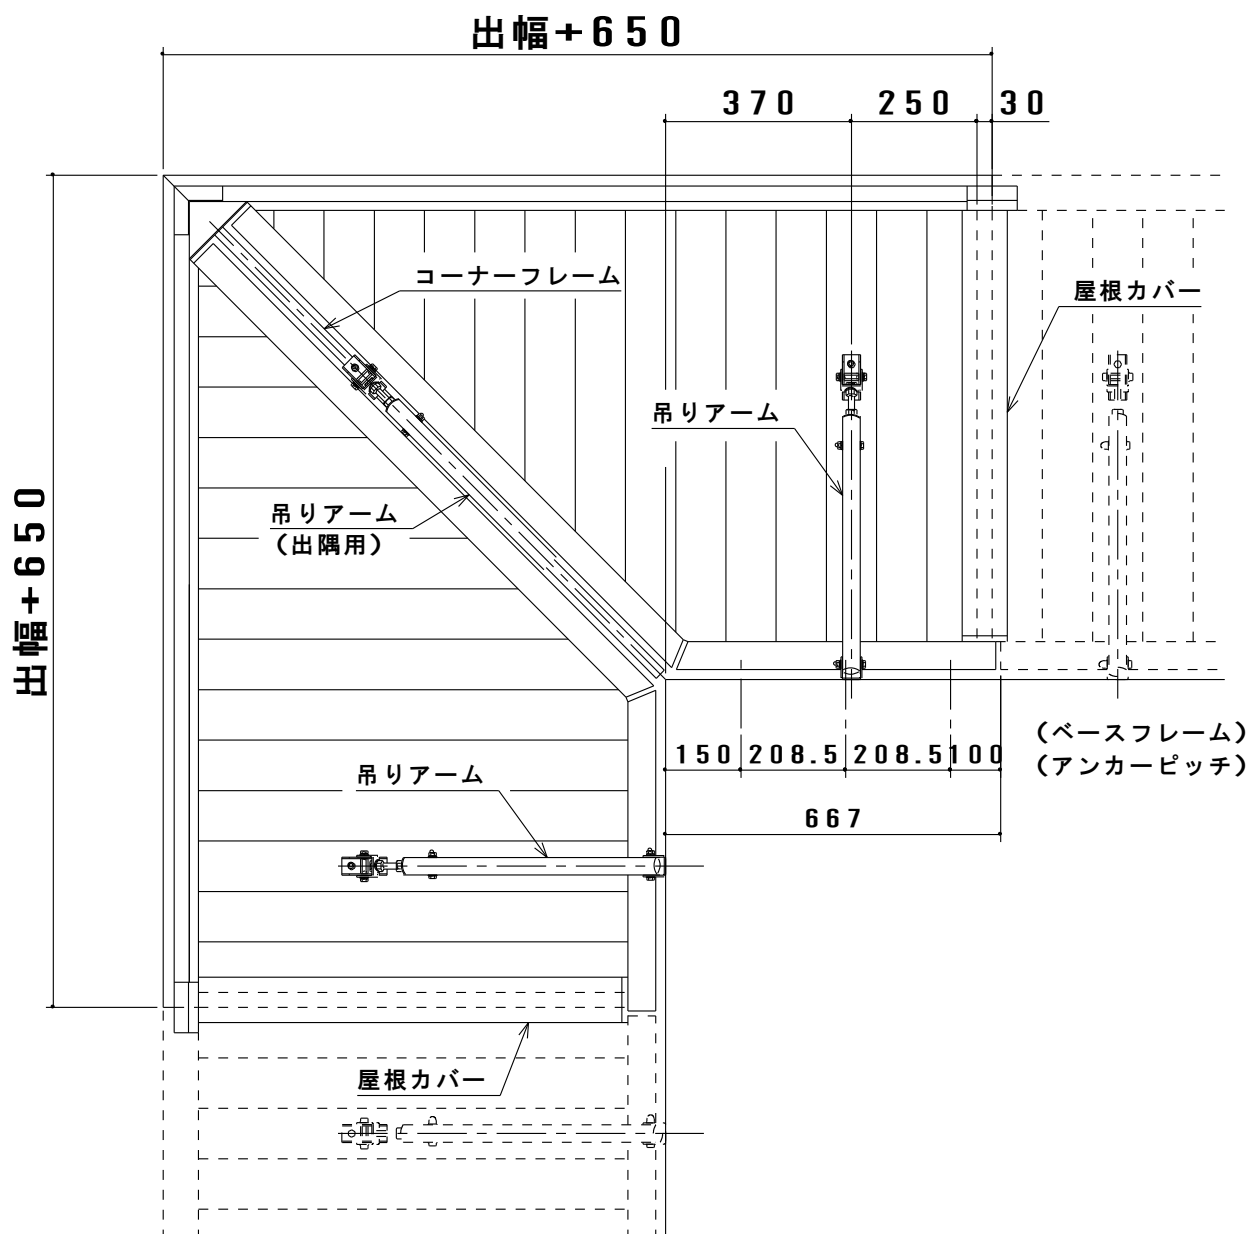 出幅+650
370
250
30
コーナーフレーム
屋根カバー
吊りアーム
出幅+650
吊りアーム
（出隅用）
（ベースフレーム）
150
208.5
208.5
100
（アンカーピッチ）
吊りアーム
667
屋根カバー